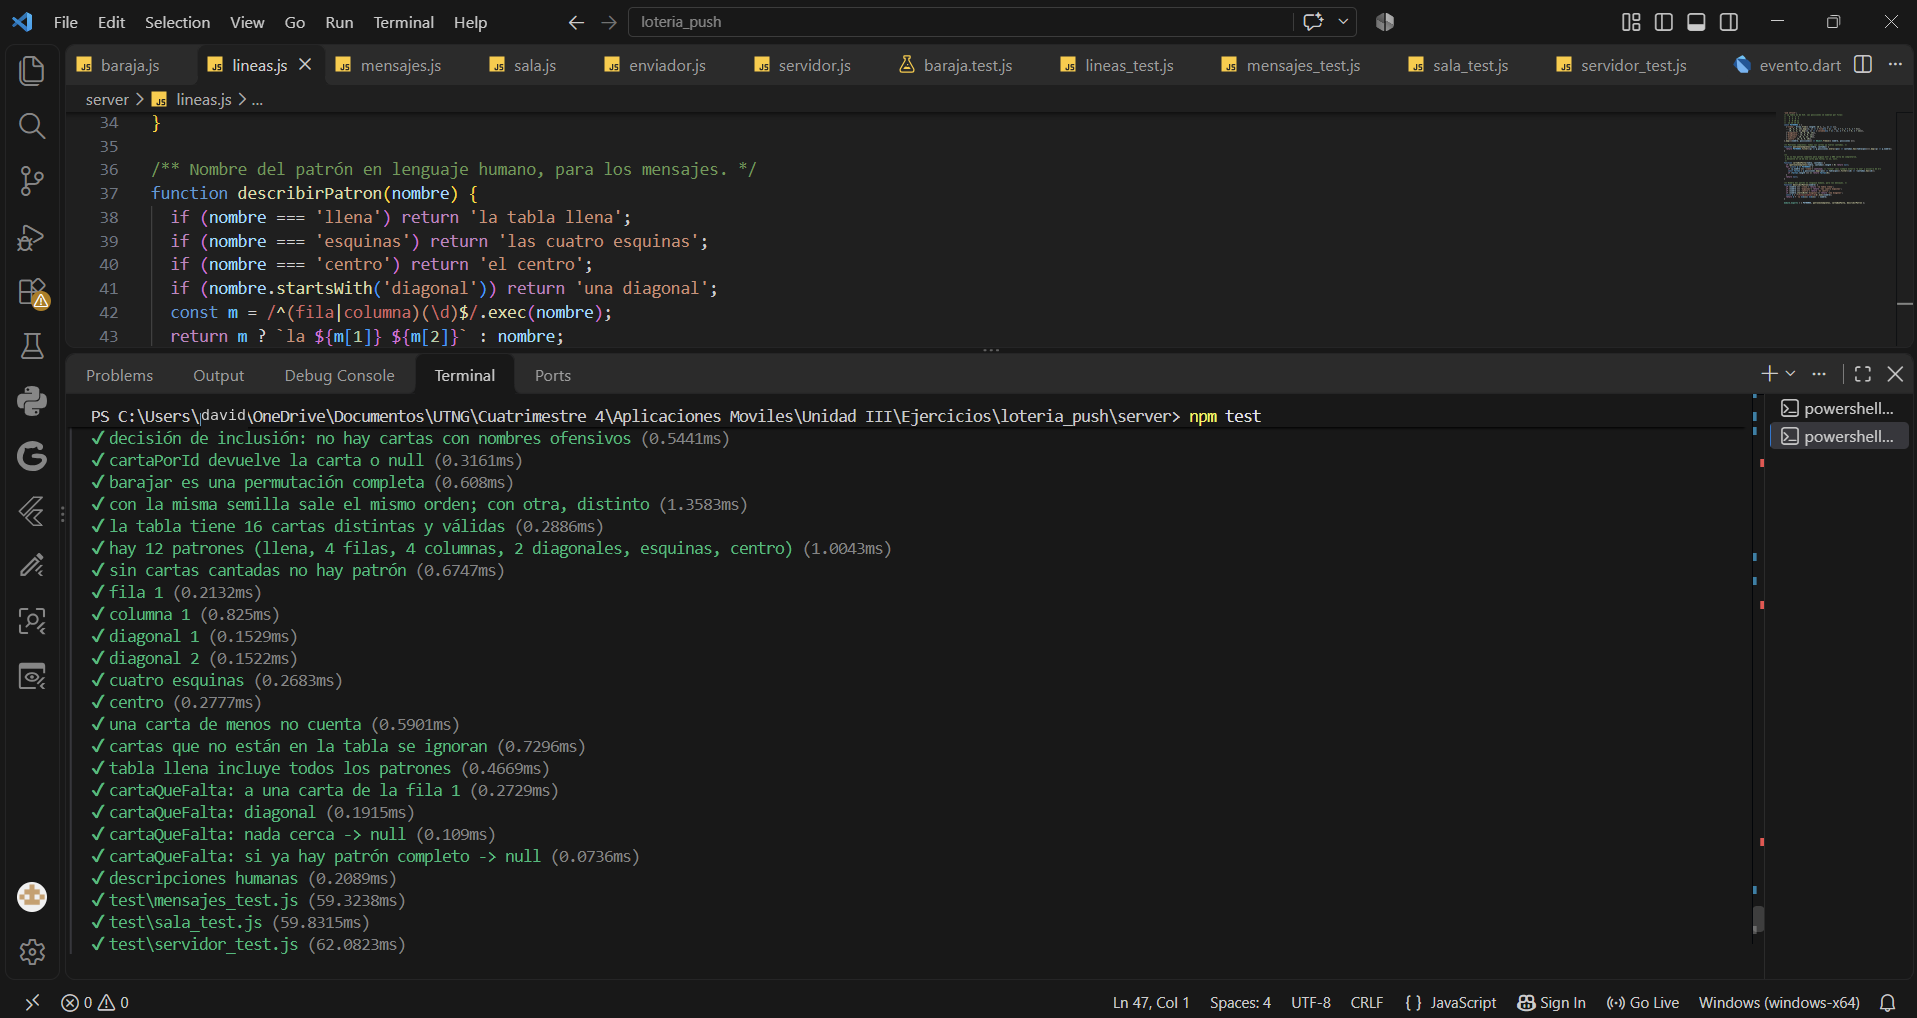 File Edit Selection View Go Run Terminal Help
loteria_push
JS baraja.js
JS lineas.js
JS mensajes.js
JS sala.js
JS enviador.js
JS servidor.js
baraja.test.js
JS lineas_test.js
JS mensajes_test.js
JS sala_test.js
JS servidor_test.js
evento.dart
server > JS lineas.js > ...
34 }
35
36 /** Nombre del patrón en lenguaje humano, para los mensajes. */
37 function describirPatron(nombre) {
38 if (nombre === 'llena') return 'la tabla llena';
39 if (nombre === 'esquinas') return 'las cuatro esquinas';
40 if (nombre === 'centro') return 'el centro';
41 if (nombre.startsWith('diagonal')) return 'una diagonal';
42 const m = /^(fila|columna)(\d)$/.exec(nombre);
43 return m ? `la ${m[1]} ${m[2]}` : nombre;
Problems Output Debug Console Terminal Ports
PS C:\Users\david\OneDrive\Documentos\UTNG\Cuatrimestre 4\Aplicaciones Moviles\Unidad III\Ejercicios\loteria_push\server> npm test
✓ decisión de inclusión: no hay cartas con nombres ofensivos (0.5441ms)
✓ cartaPorId devuelve la carta o null (0.3161ms)
✓ barajar es una permutación completa (0.608ms)
✓ con la misma semilla sale el mismo orden; con otra, distinto (1.3583ms)
✓ la tabla tiene 16 cartas distintas y válidas (0.2886ms)
✓ hay 12 patrones (llena, 4 filas, 4 columnas, 2 diagonales, esquinas, centro) (1.0043ms)
✓ sin cartas cantadas no hay patrón (0.6747ms)
✓ fila 1 (0.2132ms)
✓ columna 1 (0.825ms)
✓ diagonal 1 (0.1529ms)
✓ diagonal 2 (0.1522ms)
✓ cuatro esquinas (0.2683ms)
✓ centro (0.2777ms)
✓ una carta de menos no cuenta (0.5901ms)
✓ cartas que no están en la tabla se ignoran (0.7296ms)
✓ tabla llena incluye todos los patrones (0.4669ms)
✓ cartaQueFalta: a una carta de la fila 1 (0.2729ms)
✓ cartaQueFalta: diagonal (0.1915ms)
✓ cartaQueFalta: nada cerca -> null (0.109ms)
✓ cartaQueFalta: si ya hay patrón completo -> null (0.0736ms)
✓ descripciones humanas (0.2089ms)
✓ test\mensajes_test.js (59.3238ms)
✓ test\sala_test.js (59.8315ms)
✓ test\servidor_test.js (62.0823ms)
powershell...
powershell...
0 0
Ln 47, Col 1 Spaces: 4 UTF-8 CRLF { } JavaScript Sign In Go Live Windows (windows-x64)